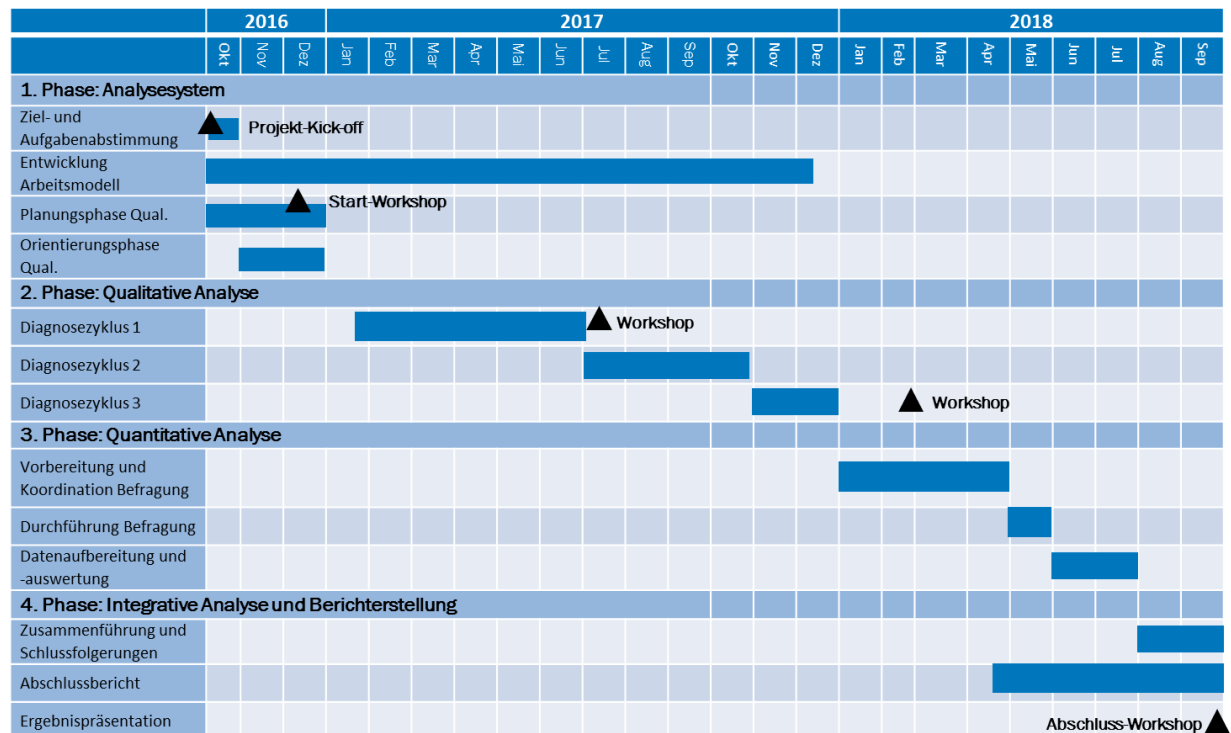 2016 2017 2018
Okt Nov Dez Jan Feb Mar Apr Mai Jun Jul Aug Sep Okt Nov Dez Jan Feb Mar Apr Mai Jun Jul Aug Sep
1. Phase: Analysesystem
Ziel- und
Aufgabenabstimmung
Projekt-Kick-off
Entwicklung
Arbeitsmodell
Planungsphase Qual.
Start-Workshop
Orientierungsphase
Qual.
2. Phase: Qualitative Analyse
Diagnosezyklus 1
Workshop
Diagnosezyklus 2
Diagnosezyklus 3
Workshop
3. Phase: Quantitative Analyse
Vorbereitung und
Koordination Befragung
Durchführung Befragung
Datenaufbereitung und
-auswertung
4. Phase: Integrative Analyse und Berichterstellung
Zusammenführung und
Schlussfolgerungen
Abschlussbericht
Ergebnispräsentation
Abschluss-Workshop